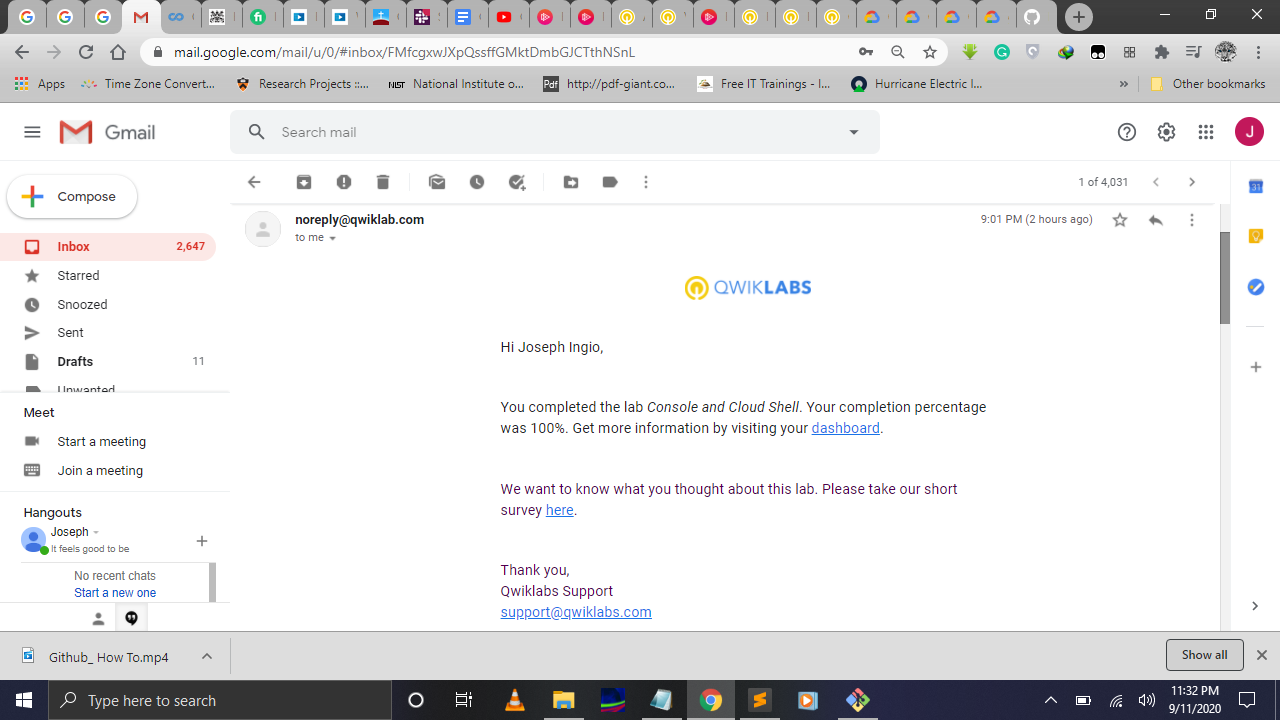 mail.google.com/mail/u/0/#inbox/FMfcgxwJXpQssffGMktDmbGJCTthNSnL
Apps
Time Zone Convert...
Research Projects ::...
NIST
National Institute o...
Pdf
http://pdf-giant.co...
Free IT Trainings - I...
Hurricane Electric I...
»
Other bookmarks
Gmail
Search mail
J
Compose
1 of 4,031
31
Inbox 2,647
Starred
Snoozed
Sent
Drafts 11
Unwanted
Meet
Start a meeting
Join a meeting
Hangouts
Joseph
It feels good to be
No recent chats
Start a new one
noreply@qwiklab.com
9:01 PM (2 hours ago)
to me
QWIKLABS
Hi Joseph Ingio,
You completed the lab Console and Cloud Shell. Your completion percentage
was 100%. Get more information by visiting your dashboard.
We want to know what you thought about this lab. Please take our short
survey here.
Thank you,
Qwiklabs Support
support@qwiklabs.com
Github_ How To.mp4
Show all
Type here to search
11:32 PM
9/11/2020